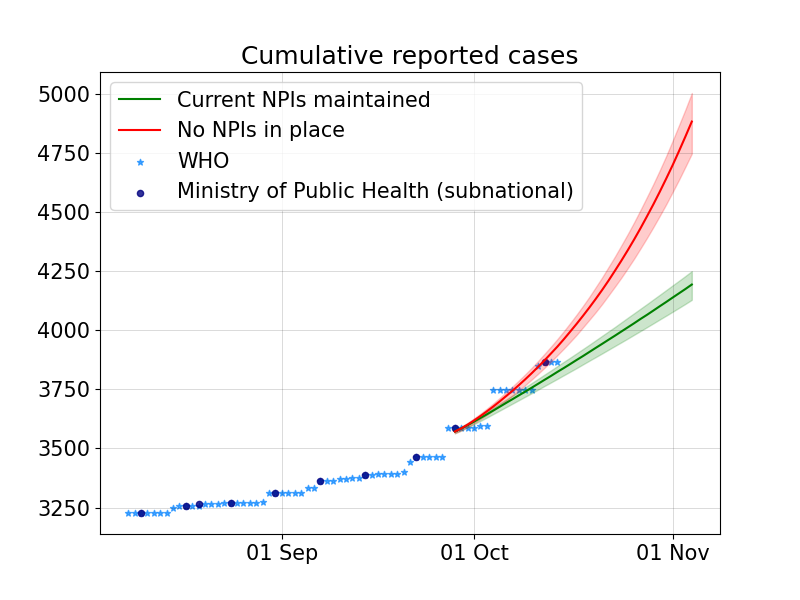 Cumulative reported cases
Current NPIs maintained
No NPIs in place
WHO
Ministry of Public Health (subnational)
5000
4750
4500
4250
4000
3750
3500
3250
01 Sep
01 Oct
01 Nov